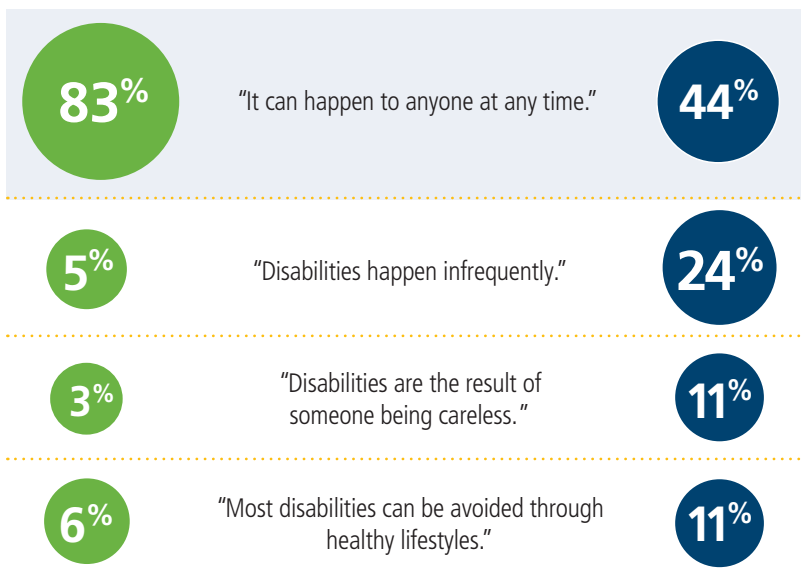 83% “It can happen to anyone at any time.” 44%
5% “Disabilities happen infrequently.” 24%
3% “Disabilities are the result of
someone being careless.” 11%
6% “Most disabilities can be avoided through
healthy lifestyles.” 11%